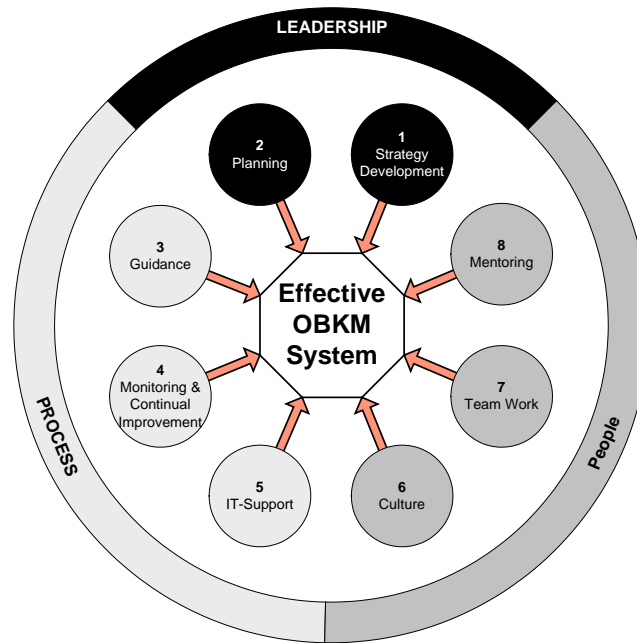 LEADERSHIP
2
Planning
1
Strategy
Development
3
Guidance
8
Mentoring
Effective
OBKM
System
4
Monitoring &
Continual
Improvement
7
Team Work
5
IT-Support
6
Culture
PROCESS
People